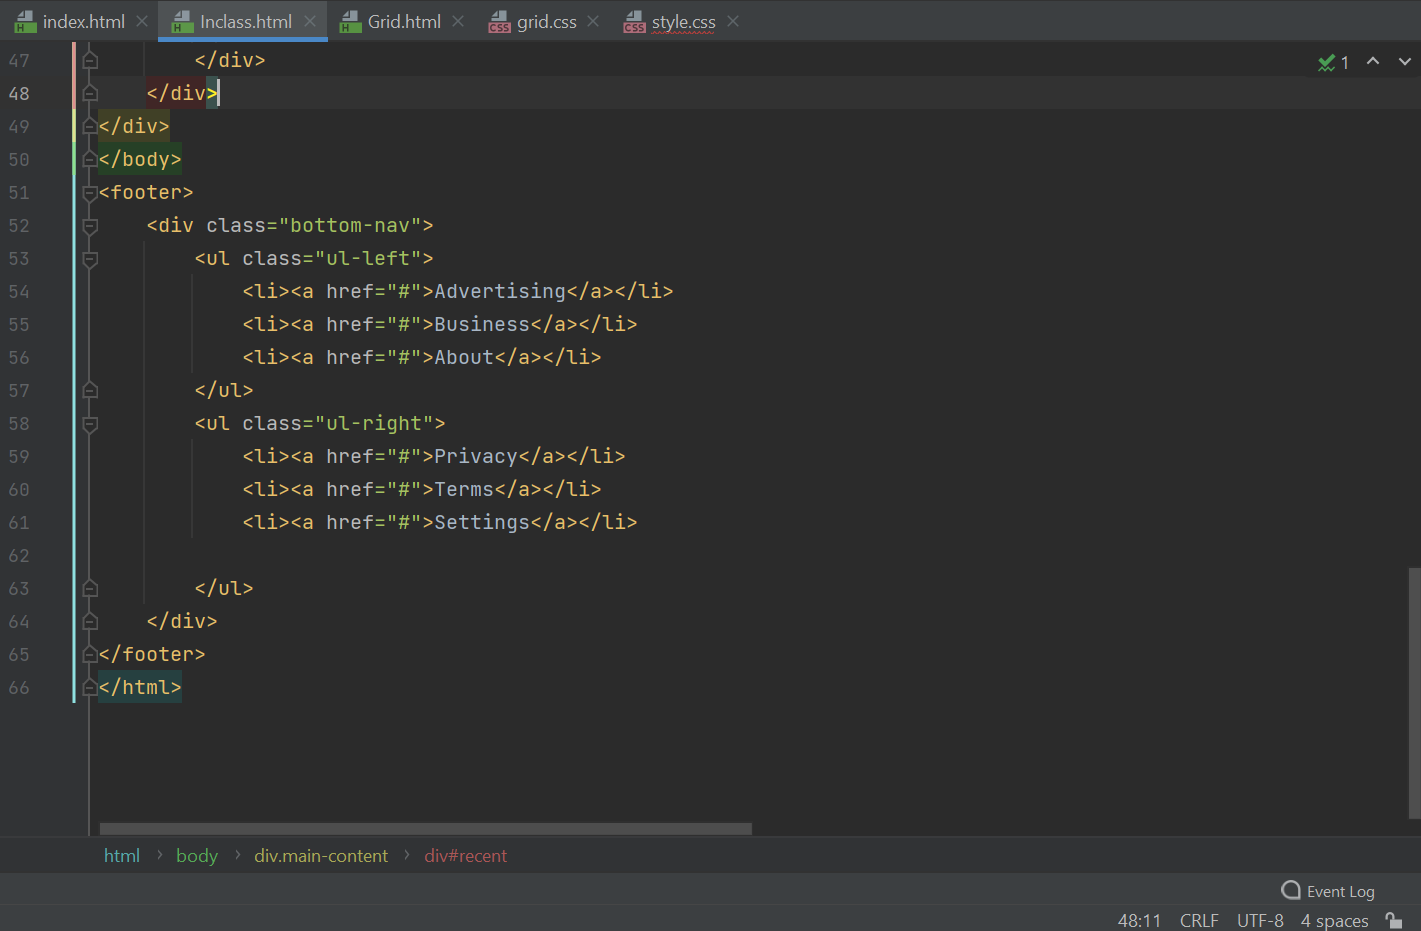 index.html Inclass.html Grid.html grid.css style.css
47 </div> 1
48 </div>
49 </div>
50 </body>
51 <footer>
52 <div class="bottom-nav">
53 <ul class="ul-left">
54 <li><a href="#">Advertising</a></li>
55 <li><a href="#">Business</a></li>
56 <li><a href="#">About</a></li>
57 </ul>
58 <ul class="ul-right">
59 <li><a href="#">Privacy</a></li>
60 <li><a href="#">Terms</a></li>
61 <li><a href="#">Settings</a></li>
62
63 </ul>
64 </div>
65 </footer>
66 </html>
html › body › div.main-content › div#recent
Event Log
48:11 CRLF UTF-8 4 spaces